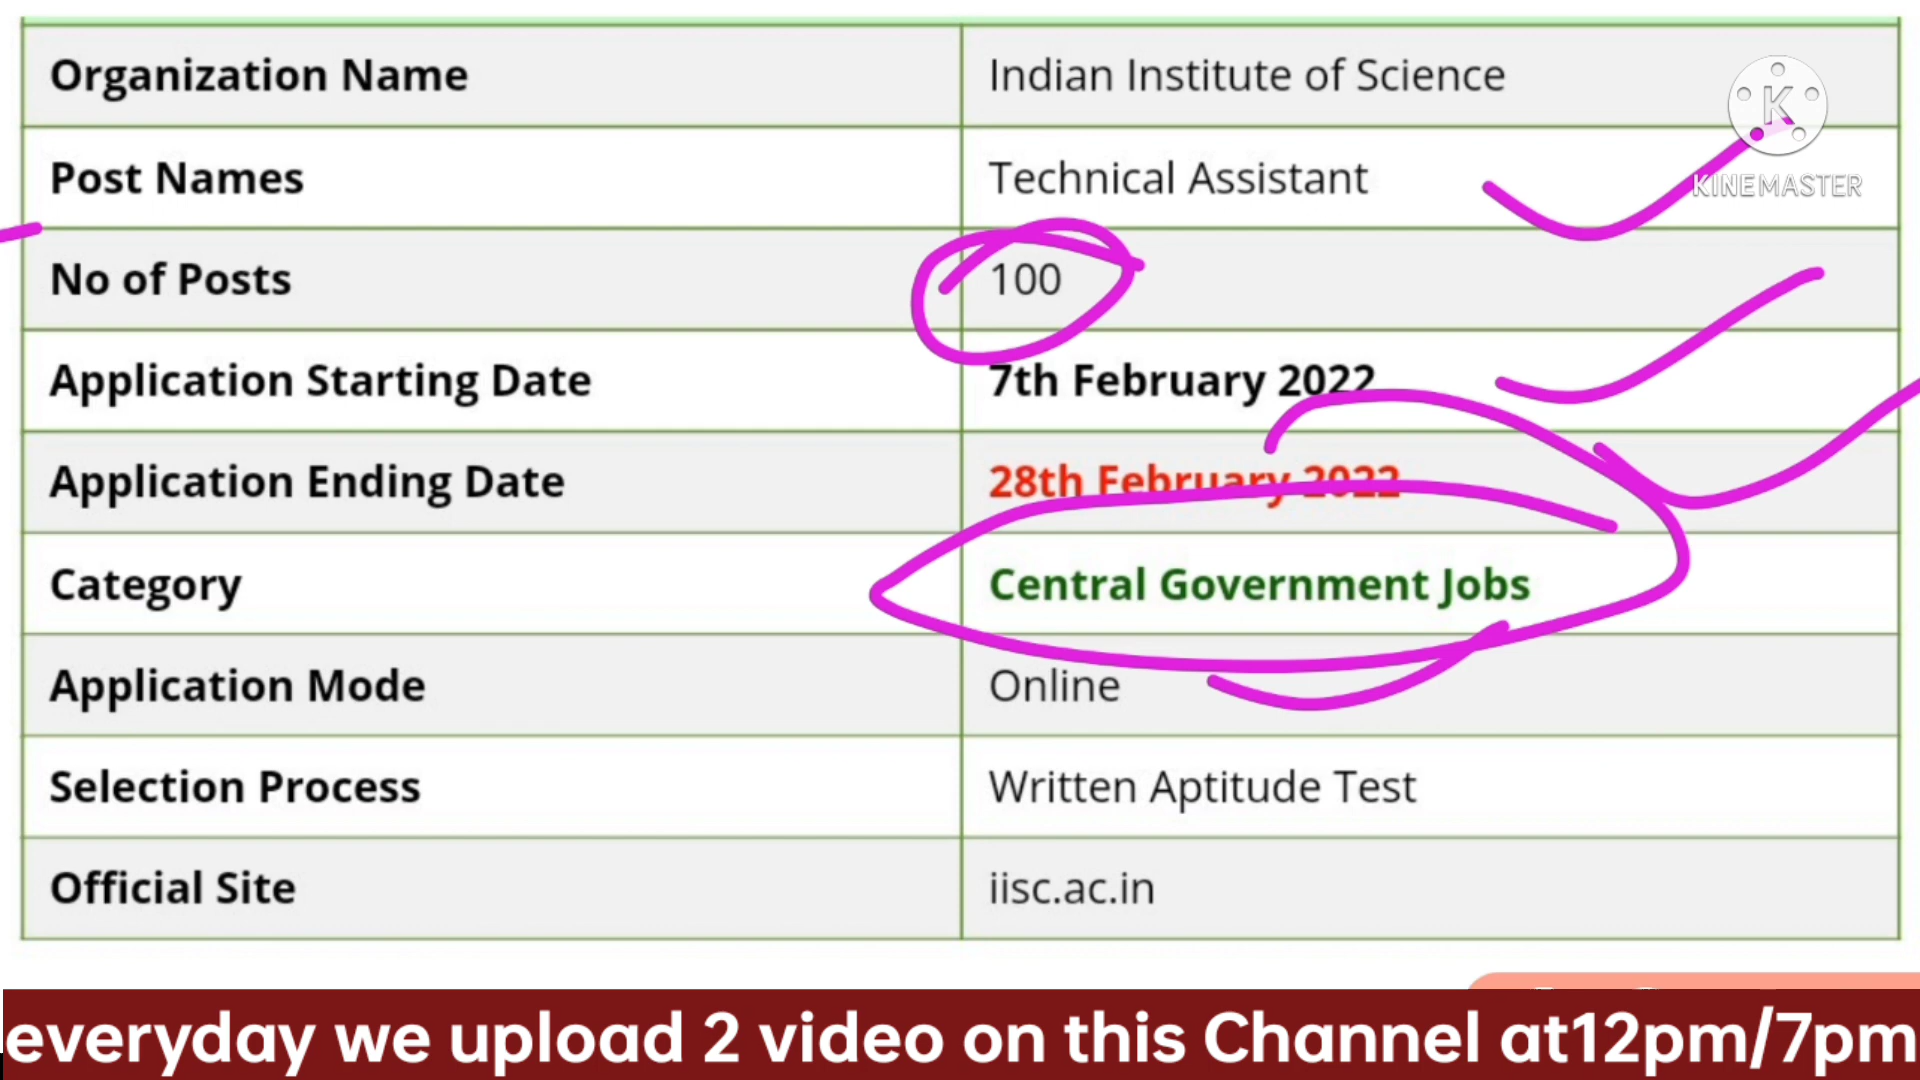 Organization Name Indian Institute of Science
K
KINEMASTER
Post Names Technical Assistant
No of Posts 100
Application Starting Date 7th February 2022
Application Ending Date 28th February 2022
Category Central Government Jobs
Application Mode Online
Selection Process Written Aptitude Test
Official Site iisc.ac.in
everyday we upload 2 video on this Channel at12pm/7pm